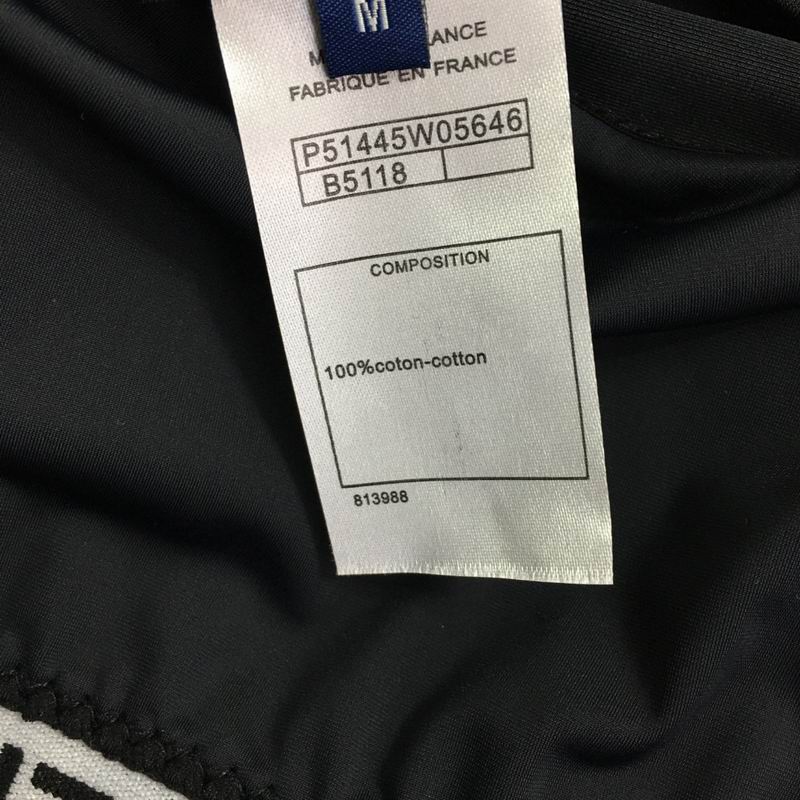 M
FABRIQUE EN FRANCE
P51445W05646
B5118
COMPOSITION
100%coton-cotton
813988